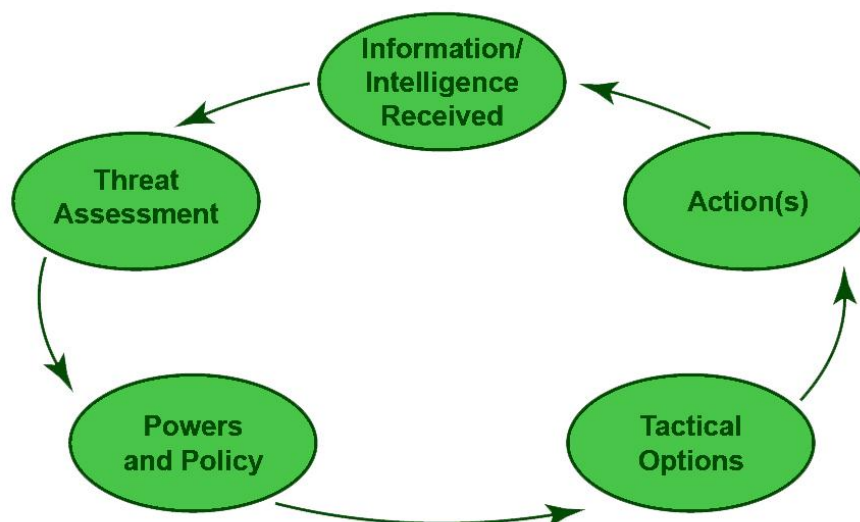 Information/
Intelligence
Received
Threat
Assessment
Action(s)
Powers
and Policy
Tactical
Options